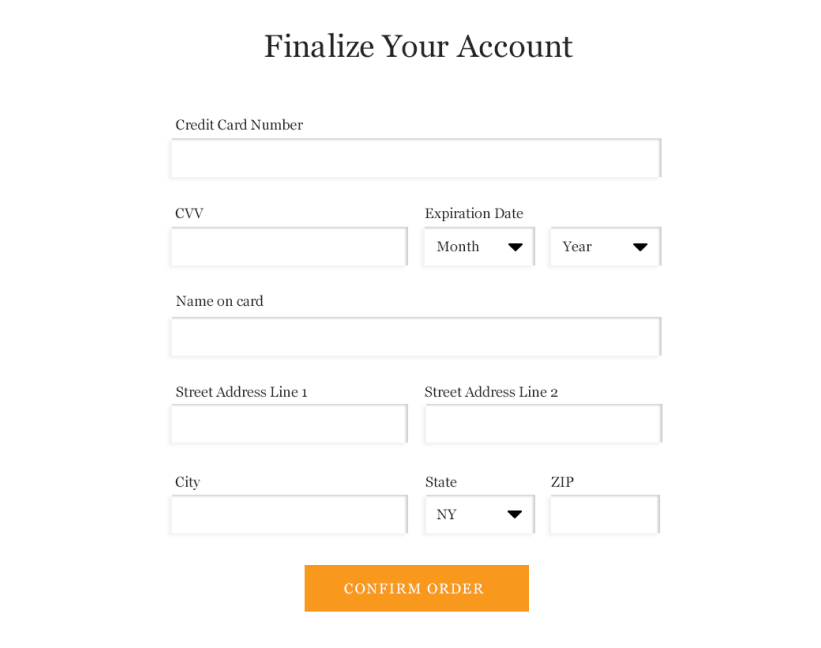 Finalize Your Account
Credit Card Number
CVV Expiration Date
Month Year
Name on card
Street Address Line 1 Street Address Line 2
City State ZIP
NY
CONFIRM ORDER